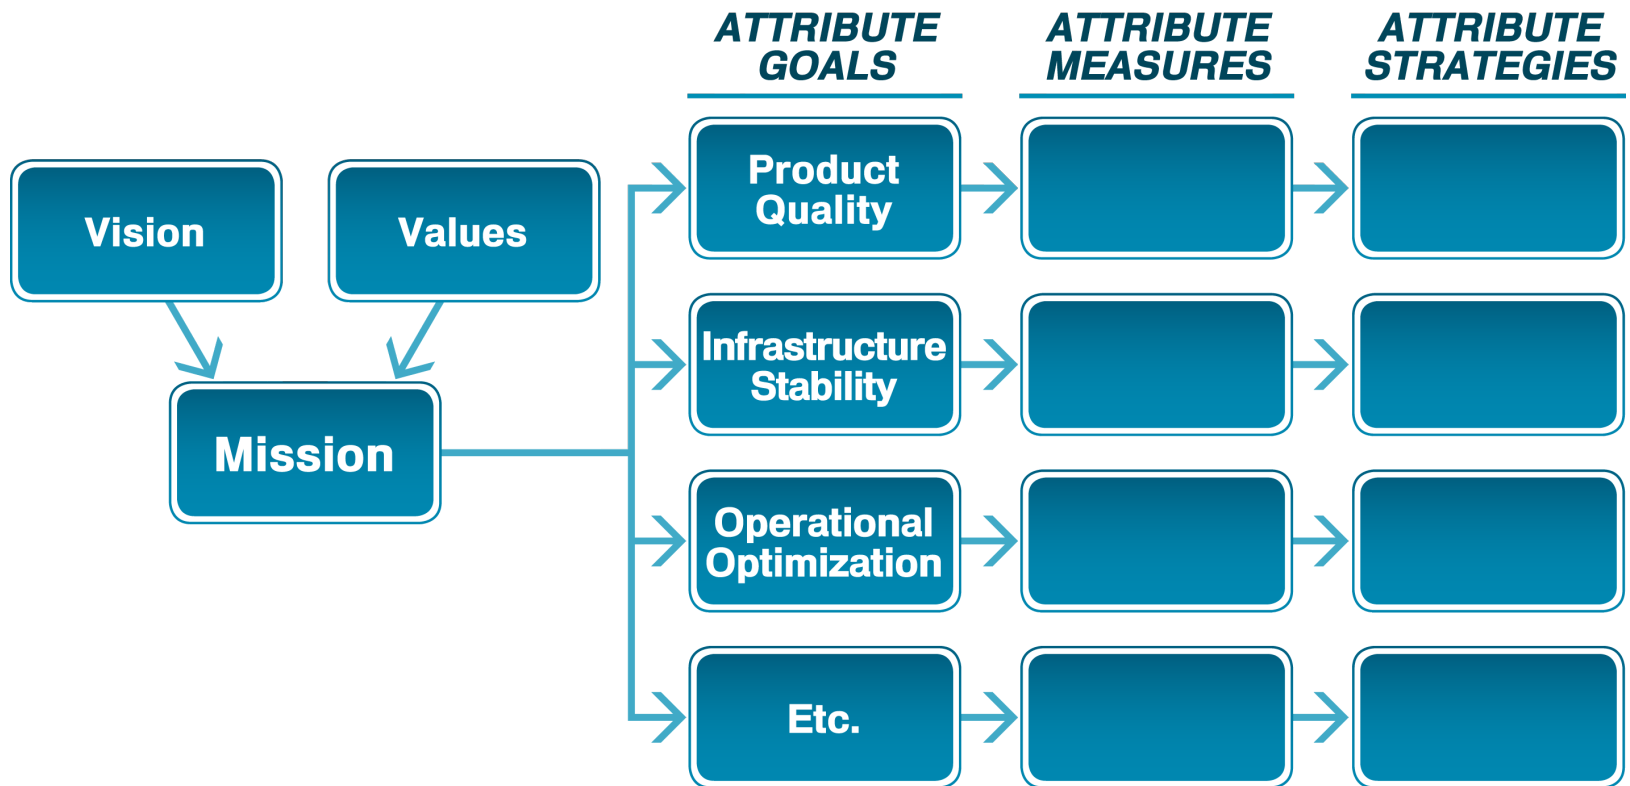 ATTRIBUTE
GOALS
ATTRIBUTE
MEASURES
ATTRIBUTE
STRATEGIES
Vision
Values
Mission
Product
Quality
Infrastructure
Stability
Operational
Optimization
Etc.